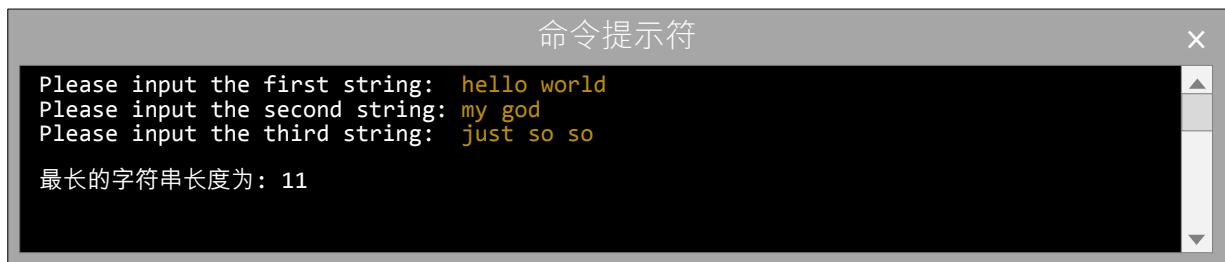 命令提示符
Please input the first string:  hello world
Please input the second string: my god
Please input the third string:  just so so
最长的字符串长度为: 11